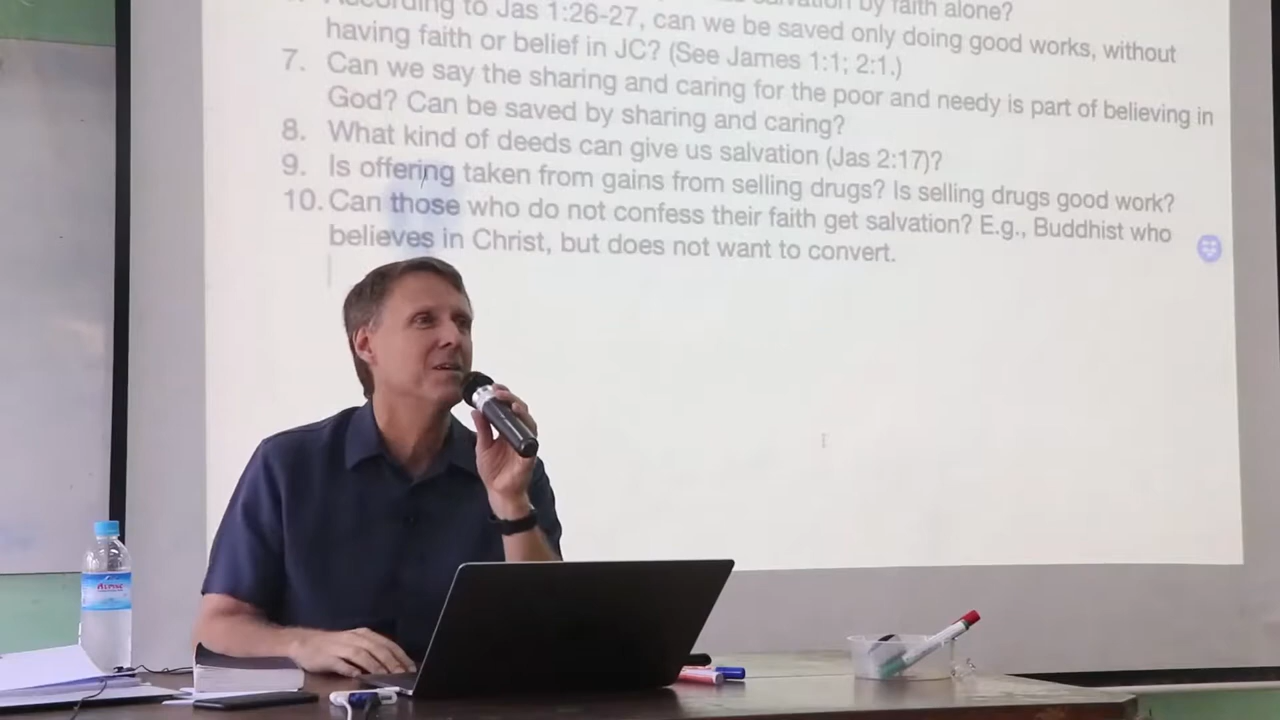 salvation by faith alone?
According to Jas 1:26-27, can we be saved only doing good works, without
having faith or belief in JC? (See James 1:1; 2:1.)
7. Can we say the sharing and caring for the poor and needy is part of believing in
God? Can be saved by sharing and caring?
8. What kind of deeds can give us salvation (Jas 2:17)?
9. Is offering taken from gains from selling drugs? Is selling drugs good work?
10. Can those who do not confess their faith get salvation? E.g., Buddhist who
believes in Christ, but does not want to convert.